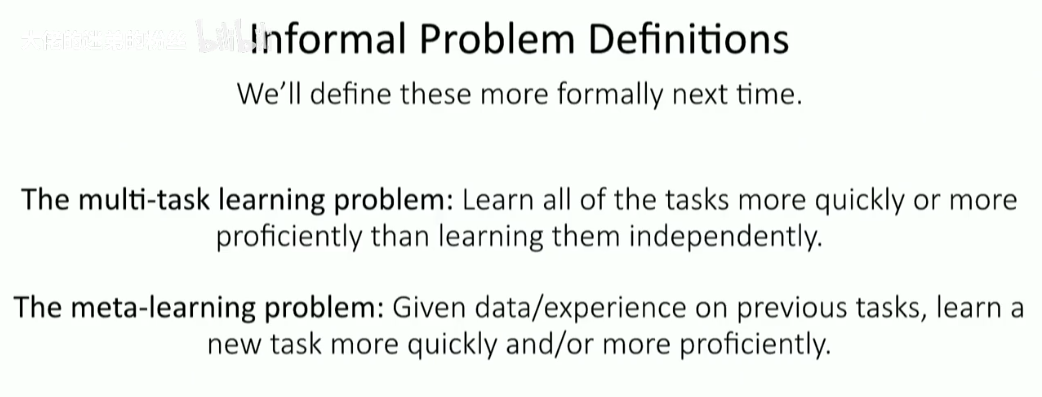 Informal Problem Definitions
We'll define these more formally next time.
The multi-task learning problem: Learn all of the tasks more quickly or more
proficiently than learning them independently.
The meta-learning problem: Given data/experience on previous tasks, learn a
new task more quickly and/or more proficiently.